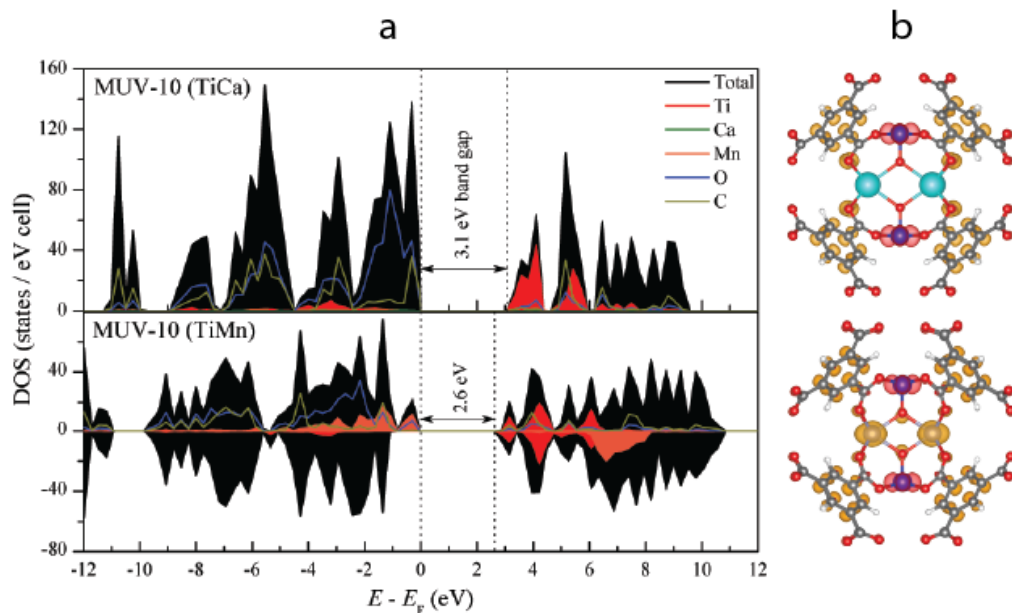 a
b
MUV-10 (TiCa)
Total
Ti
Ca
Mn
O
C
3.1 eV band gap
160
120
80
40
0
MUV-10 (TiMn)
2.6 eV
40
0
-40
-80
DOS (states / eV cell)
-12 -10 -8 -6 -4 -2 0 2 4 6 8 10 12
E - E_F (eV)